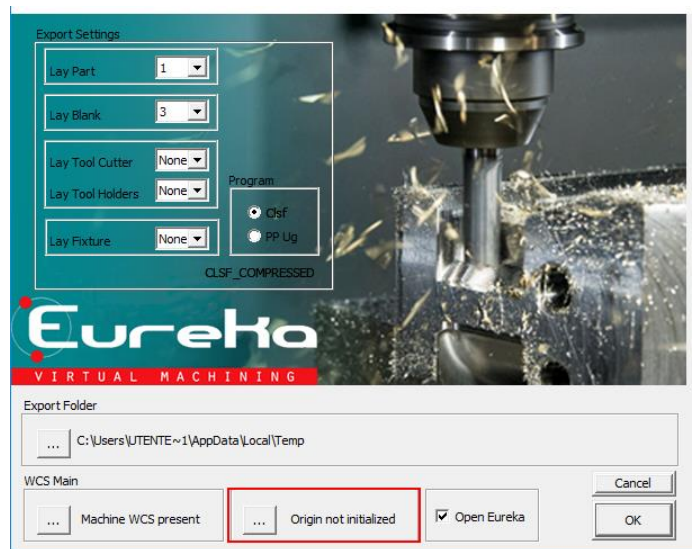 Export Settings
Lay Part 1
Lay Blank 3
Lay Tool Cutter None
Lay Tool Holders None
Program
Clsf
PP Ug
Lay Fixture None
CLSF_COMPRESSED
Eureka
VIRTUAL MACHINING
Export Folder
... C:\Users\UTENTE~1\AppData\Local\Temp
WCS Main
Cancel
... Machine WCS present ... Origin not initialized Open Eureka OK